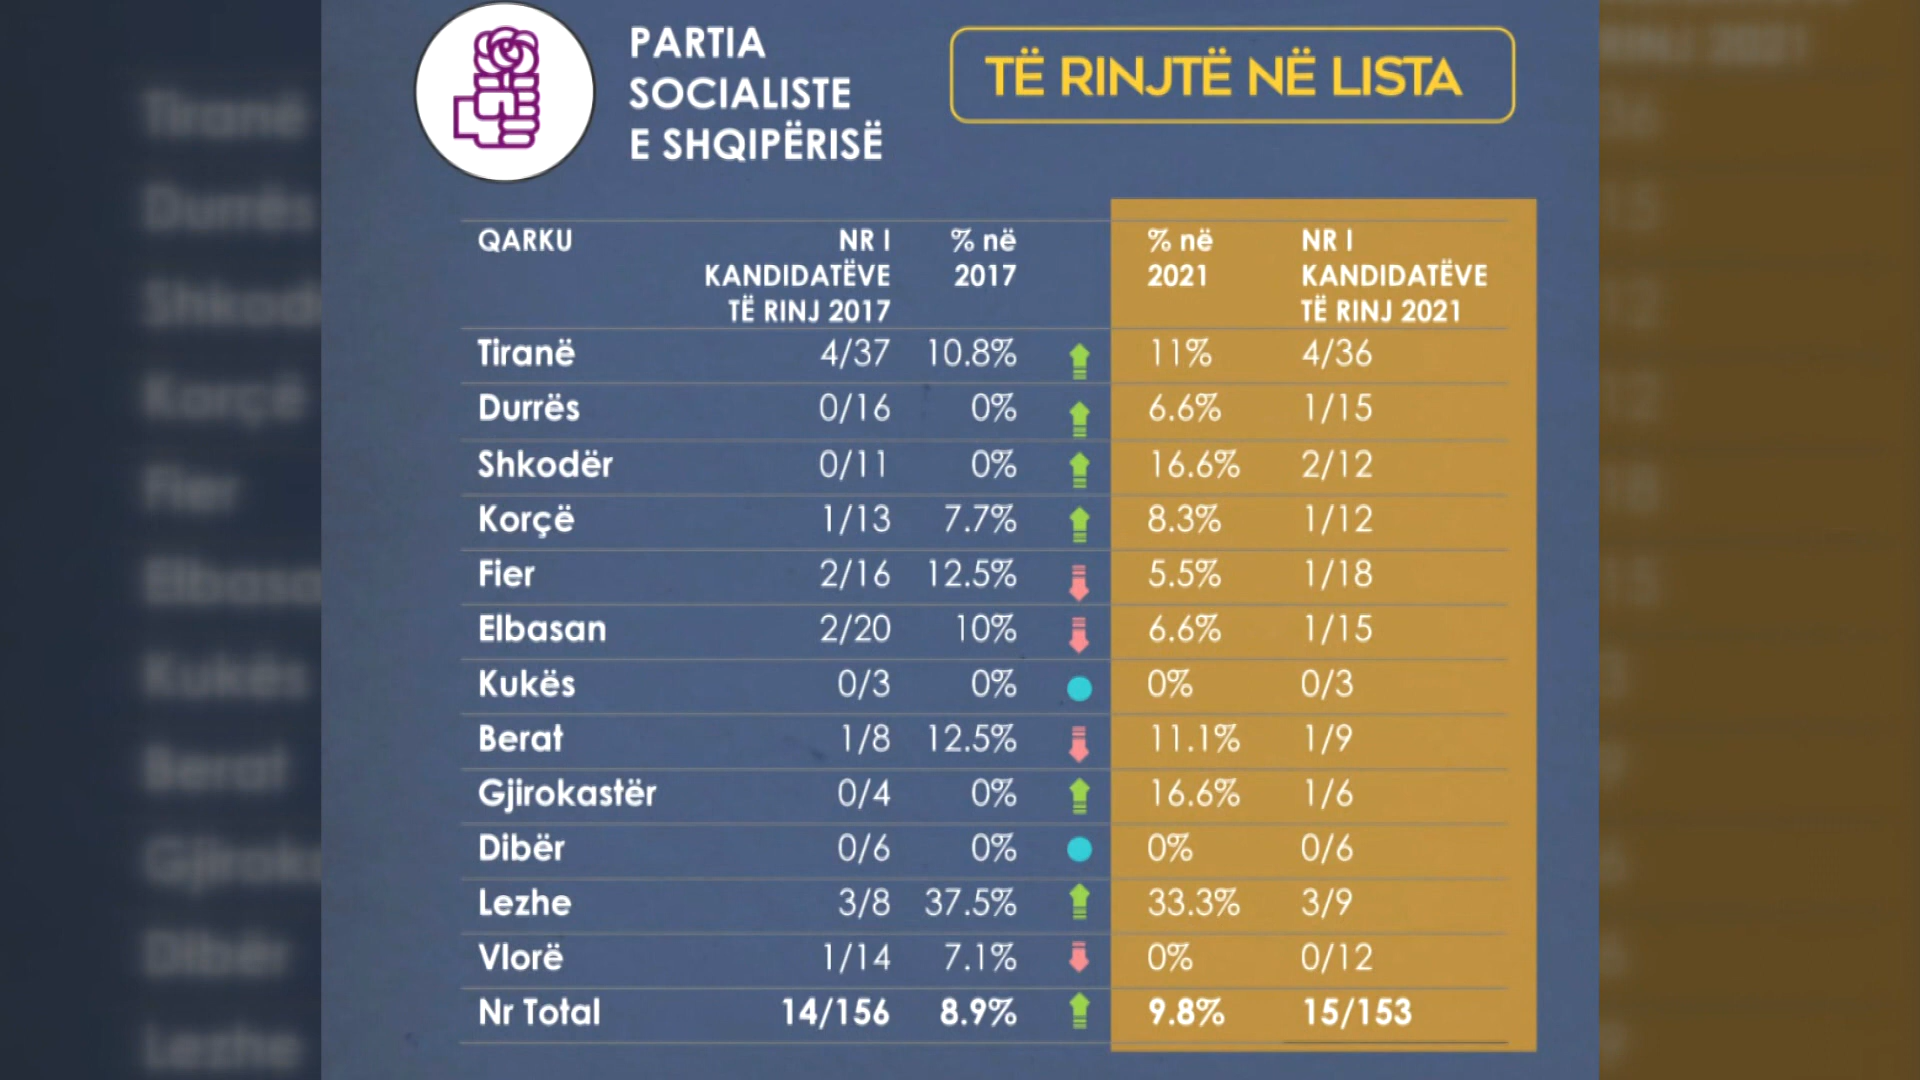 PARTIA
SOCIALISTE
E SHQIPËRISË
TË RINJTË NË LISTA
QARKU NR I KANDIDATËVE TË RINJ 2017 % në 2017 % në 2021 NR I KANDIDATËVE TË RINJ 2021
Tiranë 4/37 10.8% 11% 4/36
Durrës 0/16 0% 6.6% 1/15
Shkodër 0/11 0% 16.6% 2/12
Korçë 1/13 7.7% 8.3% 1/12
Fier 2/16 12.5% 5.5% 1/18
Elbasan 2/20 10% 6.6% 1/15
Kukës 0/3 0% 0% 0/3
Berat 1/8 12.5% 11.1% 1/9
Gjirokastër 0/4 0% 16.6% 1/6
Dibër 0/6 0% 0% 0/6
Lezhe 3/8 37.5% 33.3% 3/9
Vlorë 1/14 7.1% 0% 0/12
Nr Total 14/156 8.9% 9.8% 15/153